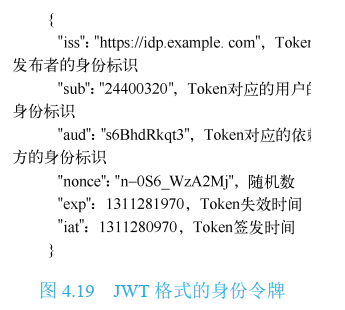 {
"iss": "https://idp.example. com", Token
发布者的身份标识
"sub": "24400320", Token对应的用户的
身份标识
"aud": "s6BhdRkqt3", Token对应的依赖
方的身份标识
"nonce": "n-0S6_WzA2Mj", 随机数
"exp": 1311281970, Token失效时间
"iat": 1311280970, Token签发时间
}
图 4.19 JWT 格式的身份令牌